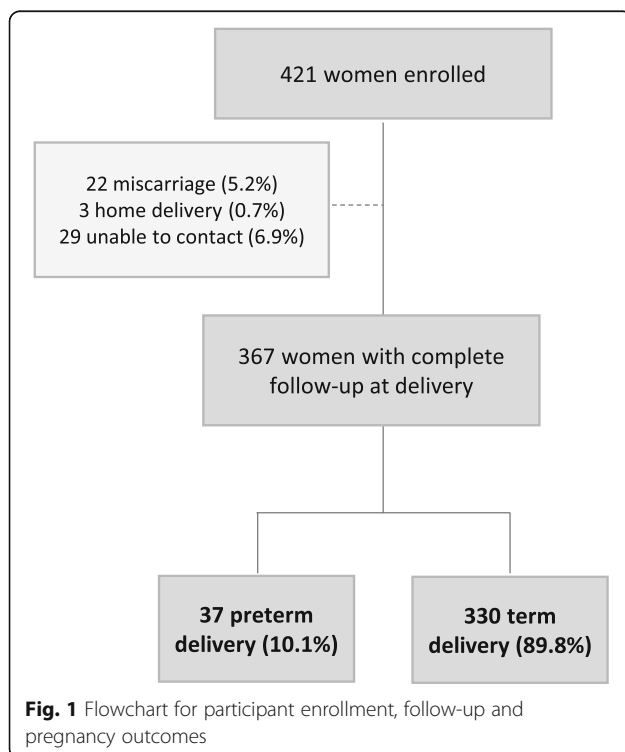 421 women enrolled
22 miscarriage (5.2%)
3 home delivery (0.7%)
29 unable to contact (6.9%)
367 women with complete
follow-up at delivery
37 preterm
delivery (10.1%)
330 term
delivery (89.8%)
Fig. 1 Flowchart for participant enrollment, follow-up and
pregnancy outcomes